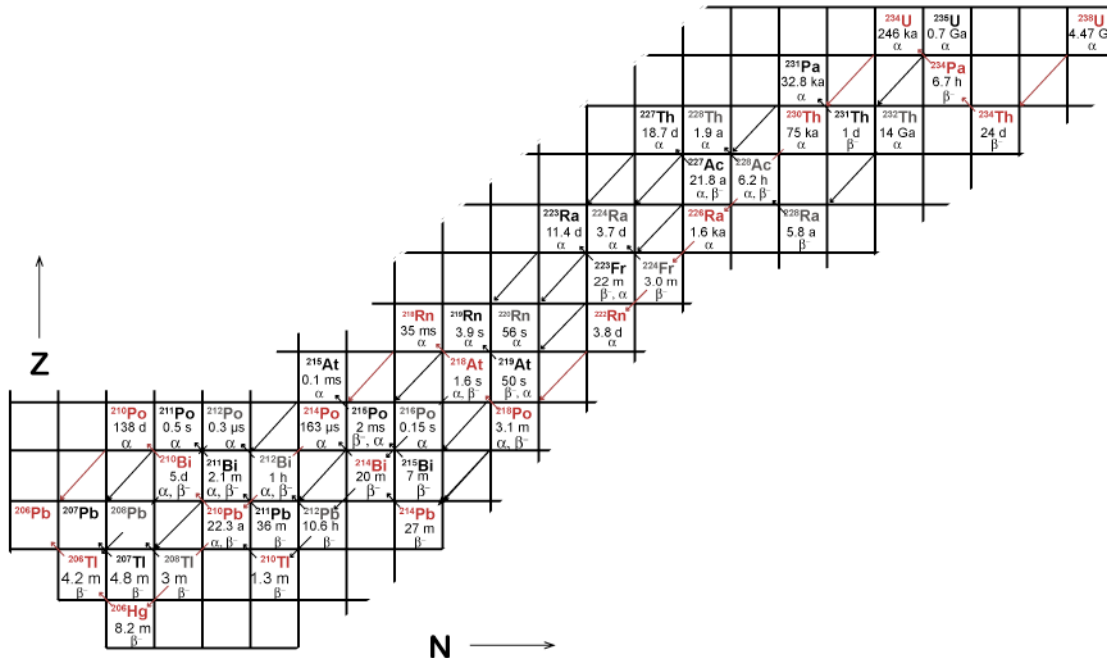 ²³⁴U ²³⁵U ²³⁸U
246 ka 0.7 Ga 4.47 G
α α α
²³¹Pa ²³⁴Pa
32.8 ka 6.7 h
α β⁻
²²⁷Th ²²⁸Th ²³⁰Th ²³¹Th ²³²Th ²³⁴Th
18.7 d 1.9 a 75 ka 1 d 14 Ga 24 d
α α α β⁻ α β⁻
²²⁷Ac ²²⁸Ac
21.8 a 6.2 h
α, β⁻ α, β⁻
²²³Ra ²²⁴Ra ²²⁶Ra ²²⁸Ra
11.4 d 3.7 d 1.6 ka 5.8 a
α α α β⁻
²²³Fr ²²⁴Fr
22 m 3.0 m
β⁻, α β⁻
²¹⁸Rn ²¹⁹Rn ²²⁰Rn ²²²Rn
35 ms 3.9 s 56 s 3.8 d
α α α α
Z
²¹⁵At ²¹⁸At ²¹⁹At
0.1 ms 1.6 s 50 s
α α, β⁻ β⁻, α
²¹⁰Po ²¹¹Po ²¹²Po ²¹⁴Po ²¹⁵Po ²¹⁶Po ²¹⁸Po
138 d 0.5 s 0.3 µs 163 µs 2 ms 0.15 s 3.1 m
α α α α β⁻, α α α, β⁻
²¹⁰Bi ²¹¹Bi ²¹²Bi ²¹⁴Bi ²¹⁵Bi
5 d 2.1 m 1 h 20 m 7 m
α, β⁻ α, β⁻ α, β⁻ β⁻ β⁻
²⁰⁶Pb ²⁰⁷Pb ²⁰⁸Pb ²¹⁰Pb ²¹¹Pb ²¹²Pb ²¹⁴Pb
22.3 a 36 m 10.6 h 27 m
α, β⁻ β⁻ β⁻ β⁻
²⁰⁶Tl ²⁰⁷Tl ²⁰⁸Tl ²¹⁰Tl
4.2 m 4.8 m 3 m 1.3 m
β⁻ β⁻ β⁻ β⁻
²⁰⁶Hg
8.2 m
β⁻
N